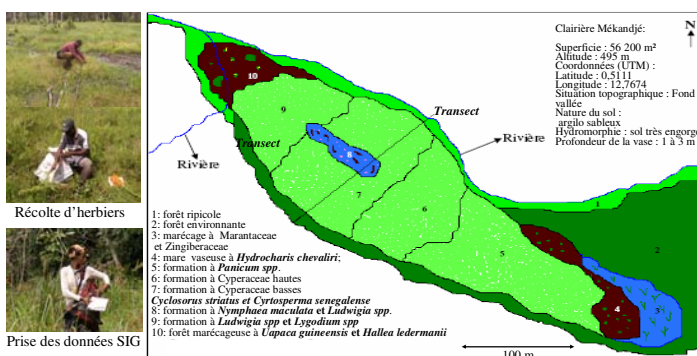 Récolte d'herbiers
Prise des données SIG
Clairière Mékandjé:
Superficie : 56 200 m²
Altitude : 495 m
Coordonnées (UTM) :
Latitude : 0,5111
Longitude : 12,7674
Situation topographique : Fond
vallée
Nature du sol :
argilo sableux
Hydromorphie : sol très engorgé
Profondeur de la vase : 1 à 3 m
N
10
9
Transect
Transect
Rivière
Rivière
8
7
6
5
1
2
4
3
1: forêt ripicole
2: forêt environnante
3: marécage à Marantaceae
et Zingiberaceae
4: mare vaseuse à Hydrocharis chevaliri;
5: formation à Panicum spp.
6: formation à Cyperaceae hautes
7: formation à Cyperaceae basses
Cyclosorus striatus et Cyrtosperma senegalense
8: formation à Nymphaea maculata et Ludwigia spp.
9: formation à Ludwigia spp et Lygodium spp
10: forêt marécageuse à Uapaca guineensis et Hallea ledermanii
100 m